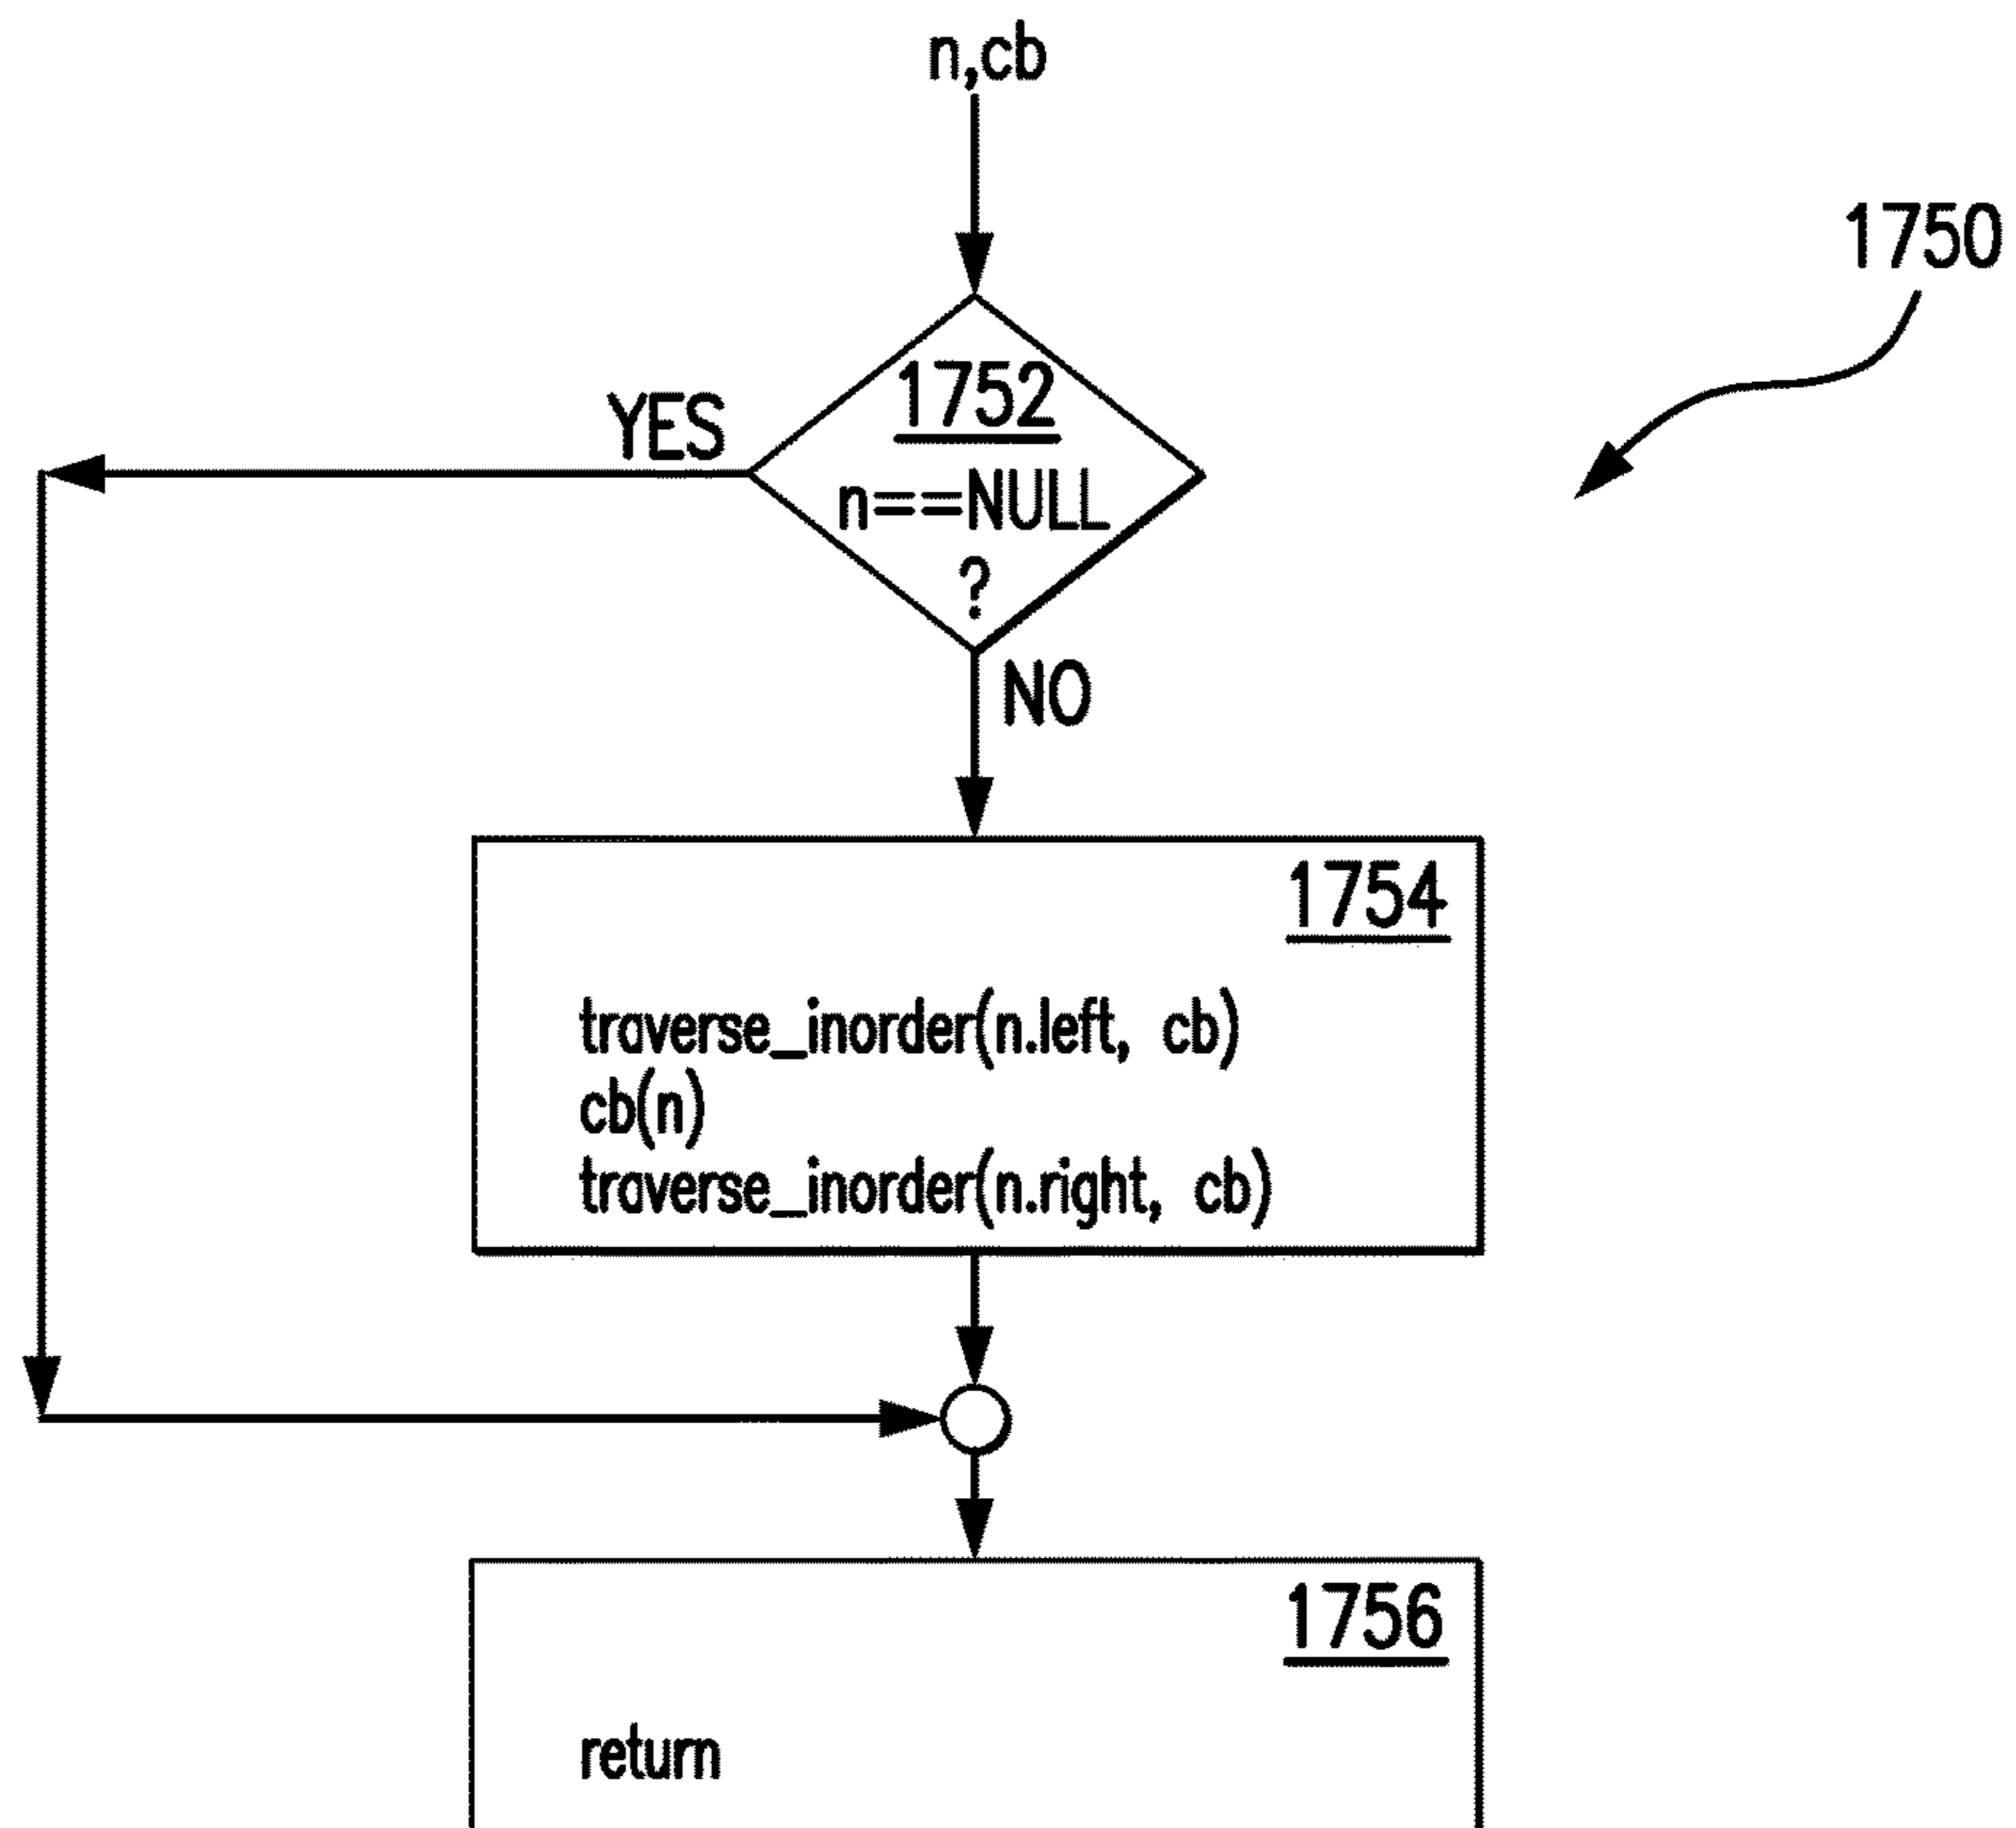 n,cb
1750
1752
YES
n==NULL
?
NO
1754
traverse_inorder(n.left, cb)
cb(n)
traverse_inorder(n.right, cb)
1756
return